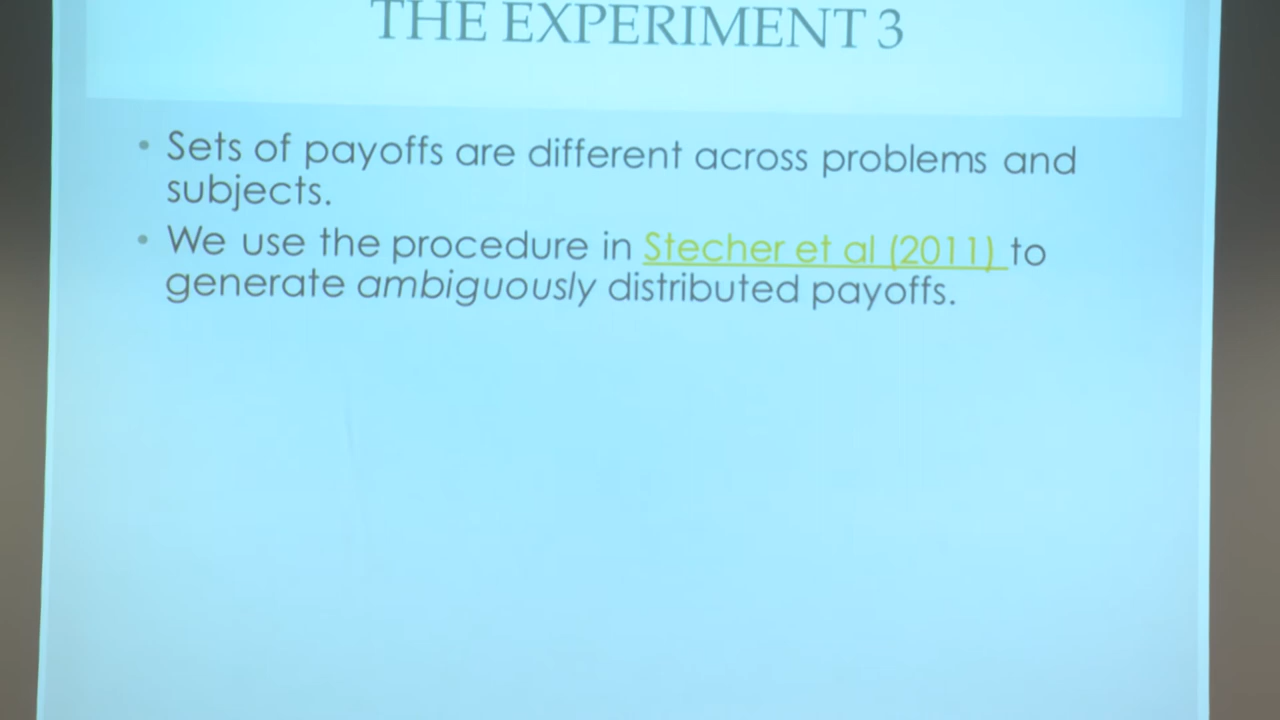 THE EXPERIMENT 3
• Sets of payoffs are different across problems and
subjects.
• We use the procedure in Stecher et al (2011) to
generate ambiguously distributed payoffs.